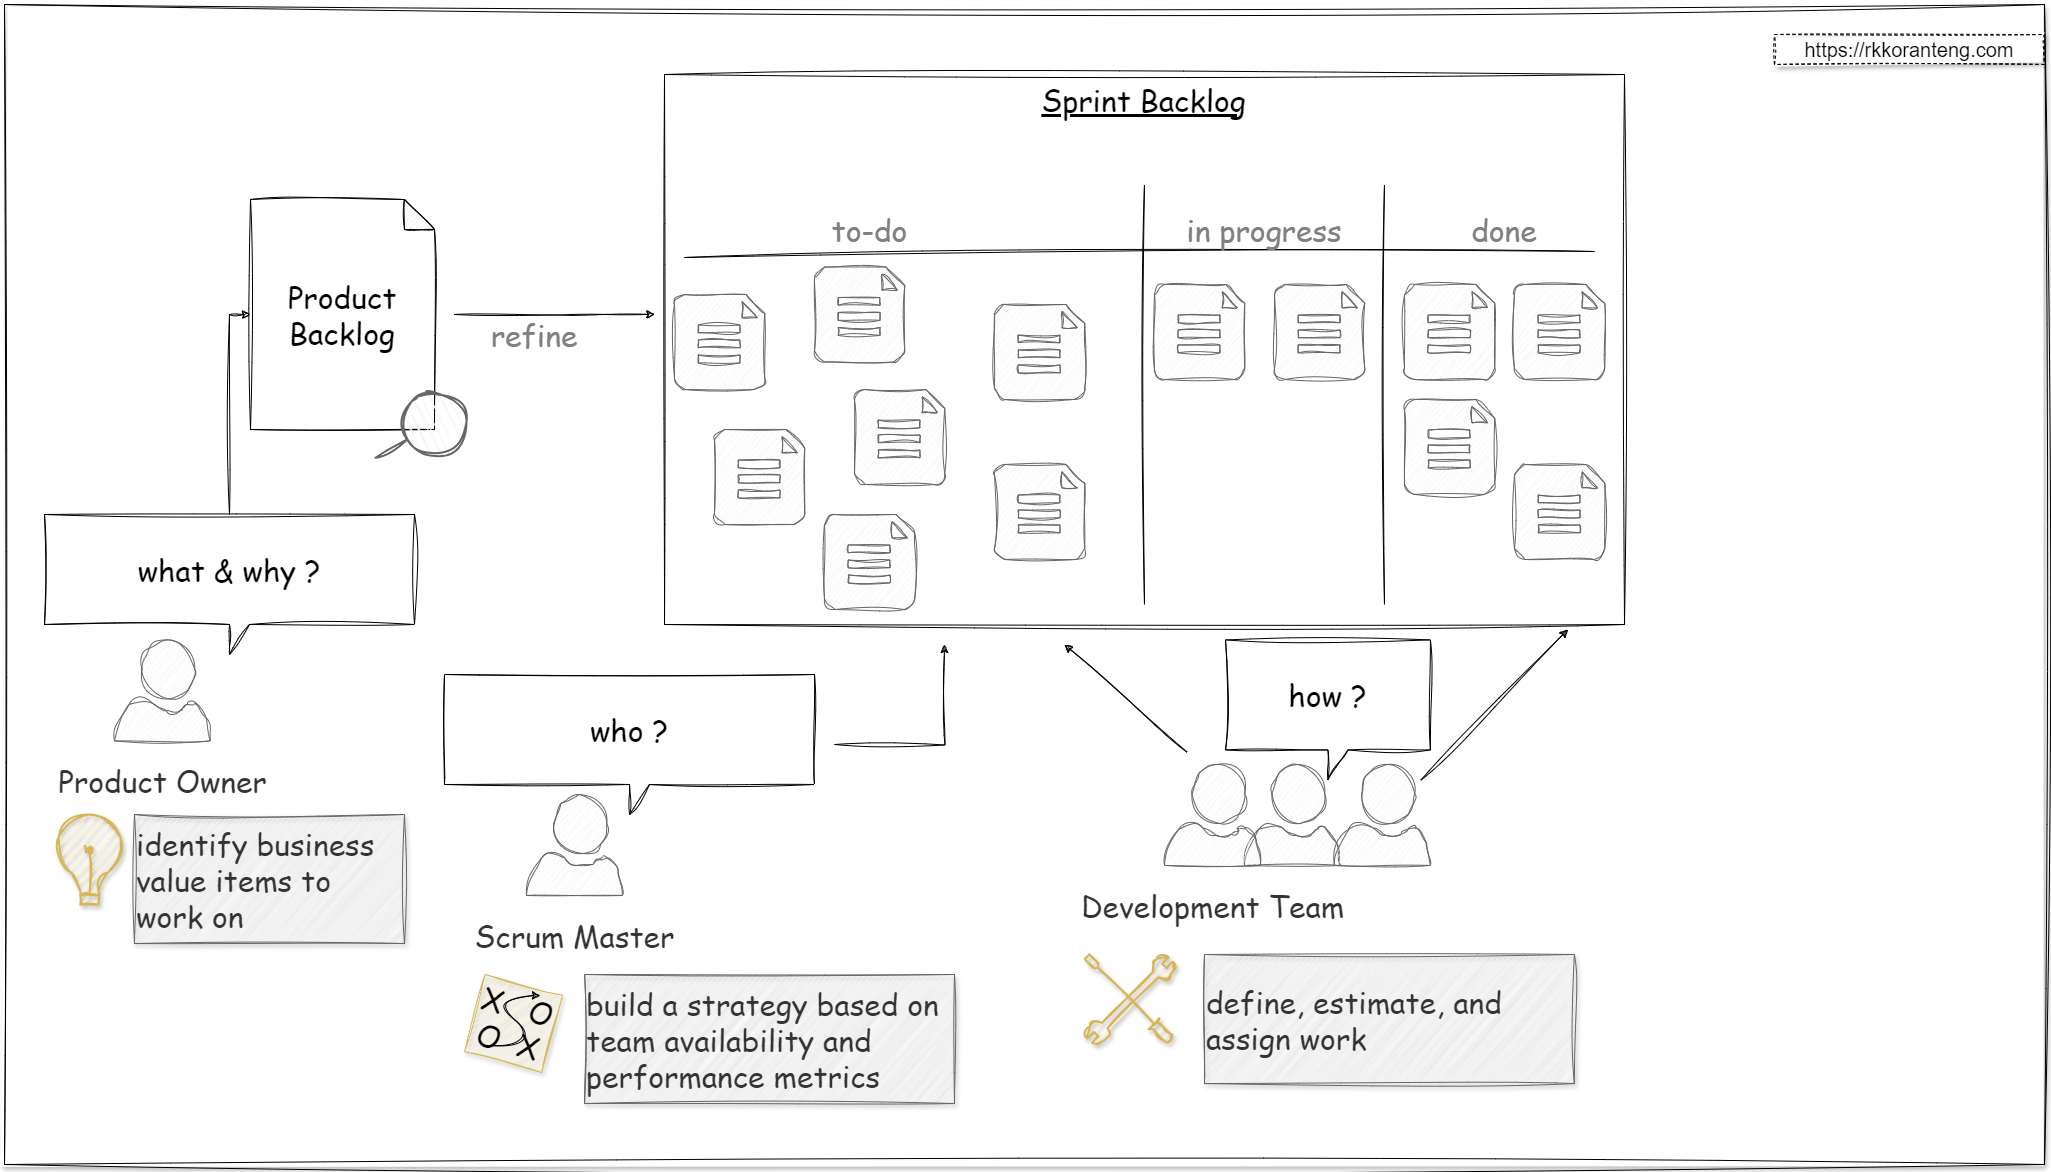 https://rkkoranteng.com
Sprint Backlog
to-do
in progress
done
Product
Backlog
refine
what & why ?
who ?
how ?
Product Owner
identify business
value items to
work on
Scrum Master
X
O
O
X
build a strategy based on
team availability and
performance metrics
Development Team
define, estimate, and
assign work